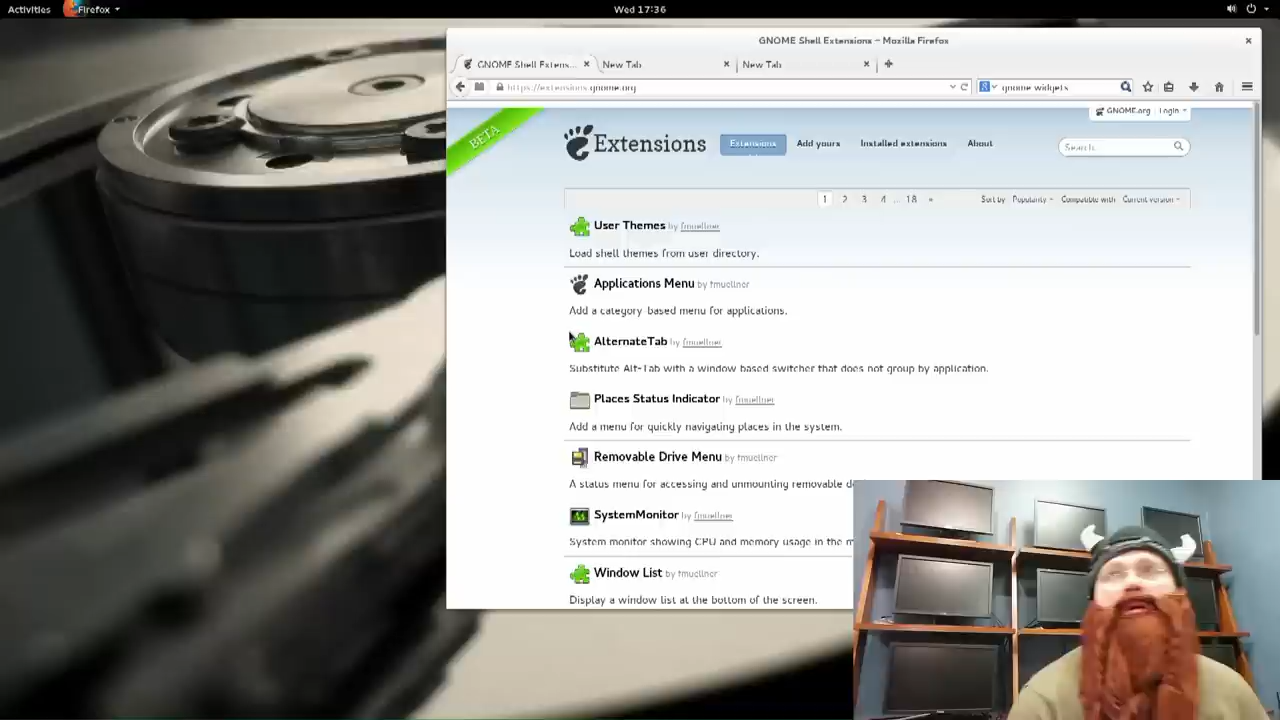 Activities Firefox Wed 17:36
GNOME Shell Extensions - Mozilla Firefox
GNOME Shell Extens... New Tab New Tab
https://extensions.gnome.org gnome widgets
GNOME.org Login
BETA
Extensions Extensions Add yours Installed extensions About Search.
1 2 3 4 ... 18 » Sort by Popularity Compatible with Current version
User Themes by fmuellner
Load shell themes from user directory.
Applications Menu by fmuellner
Add a category based menu for applications.
AlternateTab by fmuellner
Substitute Alt-Tab with a window based switcher that does not group by application.
Places Status Indicator by fmuellner
Add a menu for quickly navigating places in the system.
Removable Drive Menu by fmuellner
A status menu for accessing and unmounting removable d
SystemMonitor by fmuellner
System monitor showing CPU and memory usage in the m
Window List by fmuellner
Display a window list at the bottom of the screen.